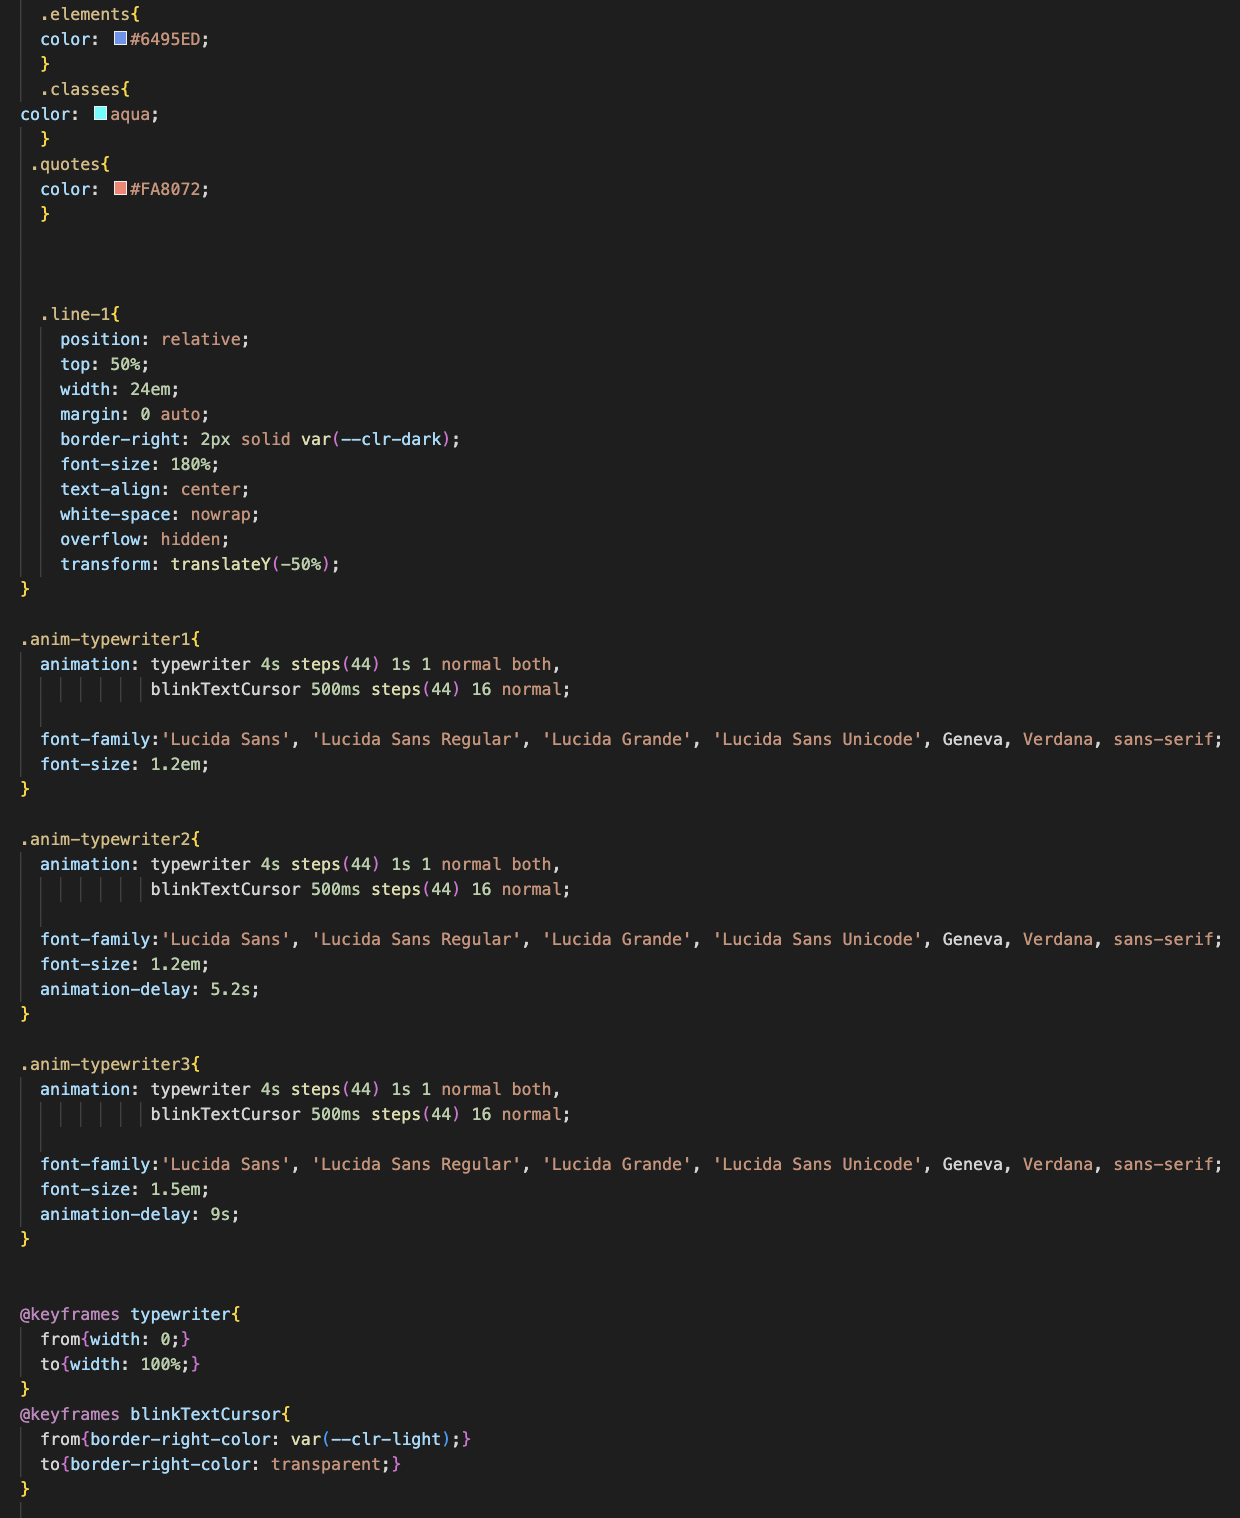 .elements{
color: #6495ED;
}
.classes{
color: aqua;
}
.quotes{
color: #FA8072;
}
.line-1{
position: relative;
top: 50%;
width: 24em;
margin: 0 auto;
border-right: 2px solid var(--clr-dark);
font-size: 180%;
text-align: center;
white-space: nowrap;
overflow: hidden;
transform: translateY(-50%);
}
.anim-typewriter1{
animation: typewriter 4s steps(44) 1s 1 normal both,
blinkTextCursor 500ms steps(44) 16 normal;
font-family:'Lucida Sans', 'Lucida Sans Regular', 'Lucida Grande', 'Lucida Sans Unicode', Geneva, Verdana, sans-serif;
font-size: 1.2em;
}
.anim-typewriter2{
animation: typewriter 4s steps(44) 1s 1 normal both,
blinkTextCursor 500ms steps(44) 16 normal;
font-family:'Lucida Sans', 'Lucida Sans Regular', 'Lucida Grande', 'Lucida Sans Unicode', Geneva, Verdana, sans-serif;
font-size: 1.2em;
animation-delay: 5.2s;
}
.anim-typewriter3{
animation: typewriter 4s steps(44) 1s 1 normal both,
blinkTextCursor 500ms steps(44) 16 normal;
font-family:'Lucida Sans', 'Lucida Sans Regular', 'Lucida Grande', 'Lucida Sans Unicode', Geneva, Verdana, sans-serif;
font-size: 1.5em;
animation-delay: 9s;
}
@keyframes typewriter{
from{width: 0;}
to{width: 100%;}
}
@keyframes blinkTextCursor{
from{border-right-color: var(--clr-light);}
to{border-right-color: transparent;}
}